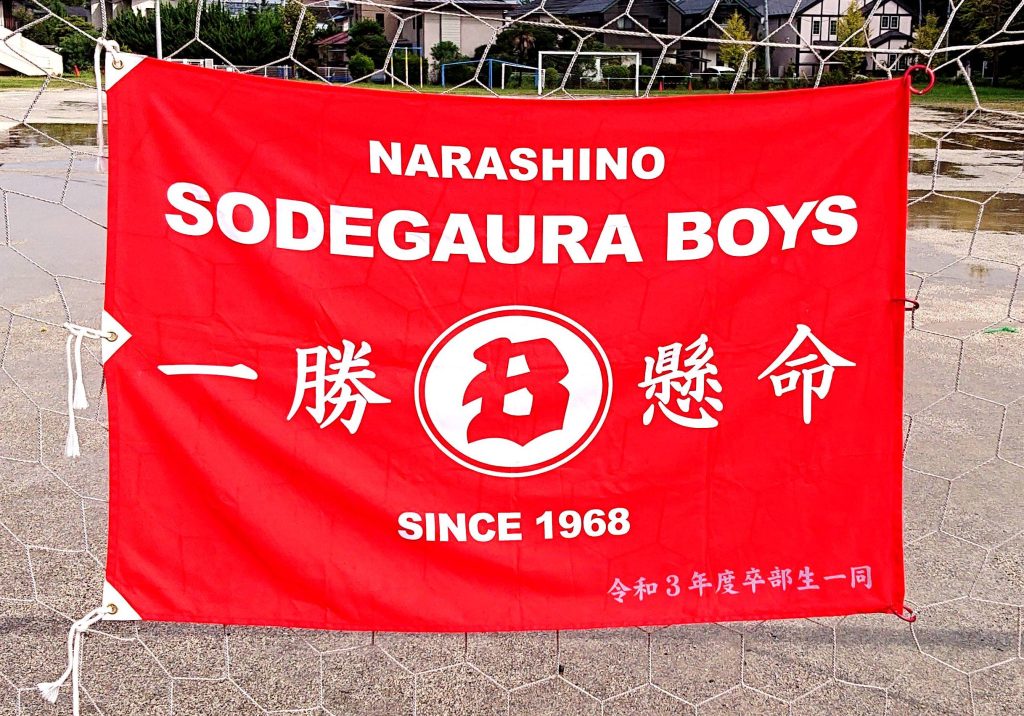 NARASHINO
SODEGAURA BOYS
一勝 B 懸命
SINCE 1968
令和3年度卒部生一同